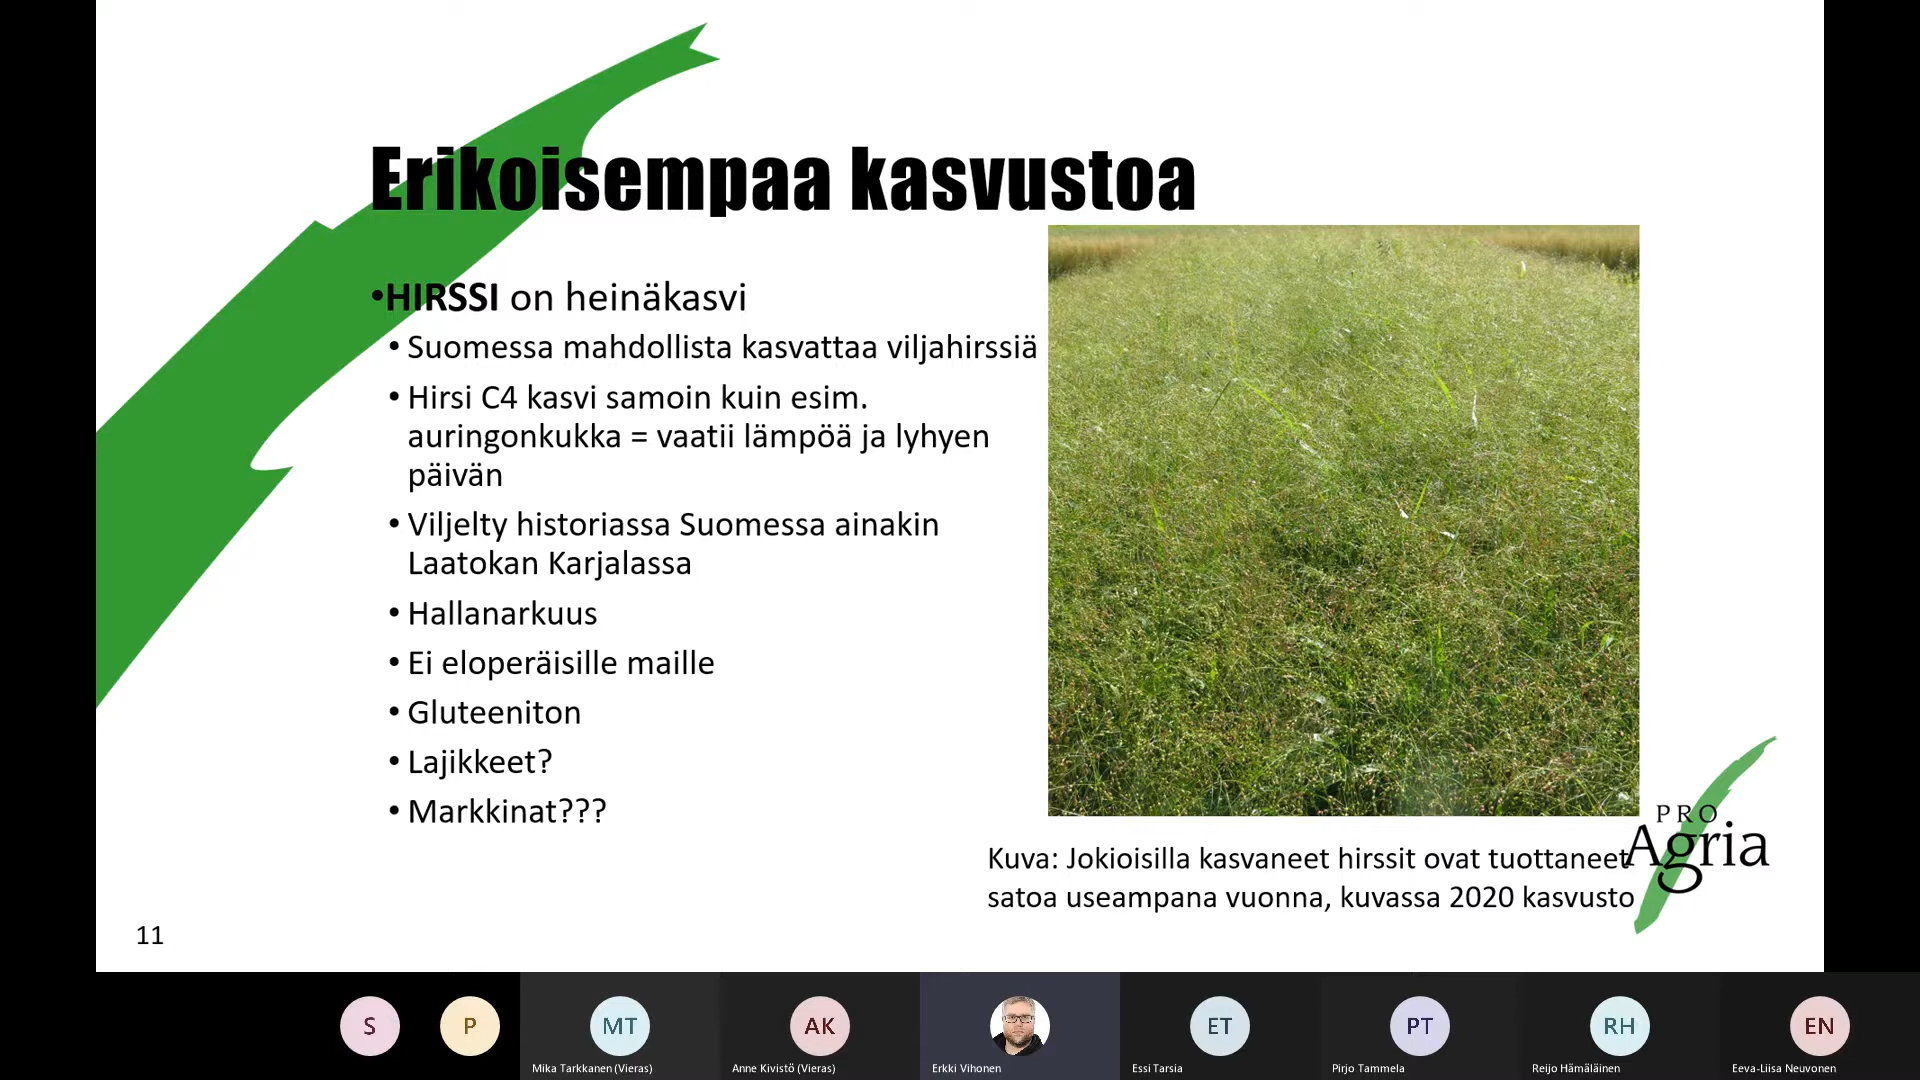 Erikoisempaa kasvustoa
•HIRSSI on heinäkasvi
• Suomessa mahdollista kasvattaa viljahirssiä
• Hirsi C4 kasvi samoin kuin esim.
auringonkukka = vaatii lämpöä ja lyhyen
päivän
• Viljelty historiassa Suomessa ainakin
Laatokan Karjalassa
• Hallanarkuus
• Ei eloperäisille maille
• Gluteeniton
• Lajikkeet?
• Markkinat???
Kuva: Jokioisilla kasvaneet hirssit ovat tuottaneet
satoa useampana vuonna, kuvassa 2020 kasvusto
PRO
Agria
11
S
P
MT
AK
ET
PT
RH
EN
Mika Tarkkanen (Vieras)
Anne Kivistö (Vieras)
Erkki Vihonen
Essi Tarsia
Pirjo Tammela
Reijo Hämäläinen
Eeva-Liisa Neuvonen